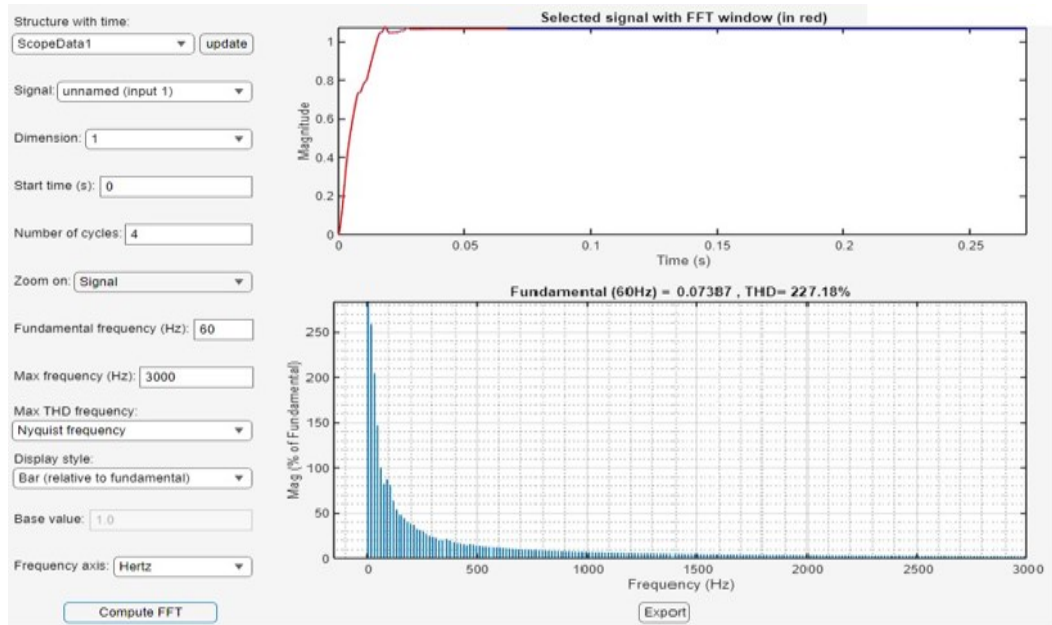 Structure with time:
ScopeData1
update
Signal: unnamed (input 1)
Dimension: 1
Start time (s): 0
Number of cycles: 4
Zoom on: Signal
Fundamental frequency (Hz): 60
Max frequency (Hz): 3000
Max THD frequency:
Nyquist frequency
Display style:
Bar (relative to fundamental)
Base value: 1.0
Frequency axis: Hertz
Compute FFT
Selected signal with FFT window (in red)
1
0.8
0.6
0.4
0.2
0
Magnitude
0 0.05 0.1 0.15 0.2 0.25
Time (s)
Fundamental (60Hz) = 0.07387 , THD= 227.18%
250
200
150
100
50
0
Mag (% of Fundamental)
0 500 1000 1500 2000 2500 3000
Frequency (Hz)
Export